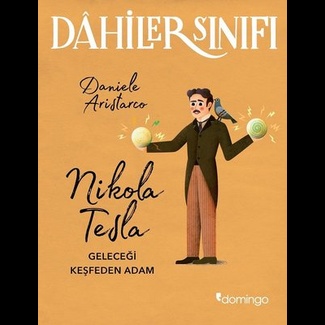 DÂHİLER SINIFI
Daniele
Aristarco
Nikola
Tesla
GELECEĞİ
KEŞFEDEN ADAM
domingo